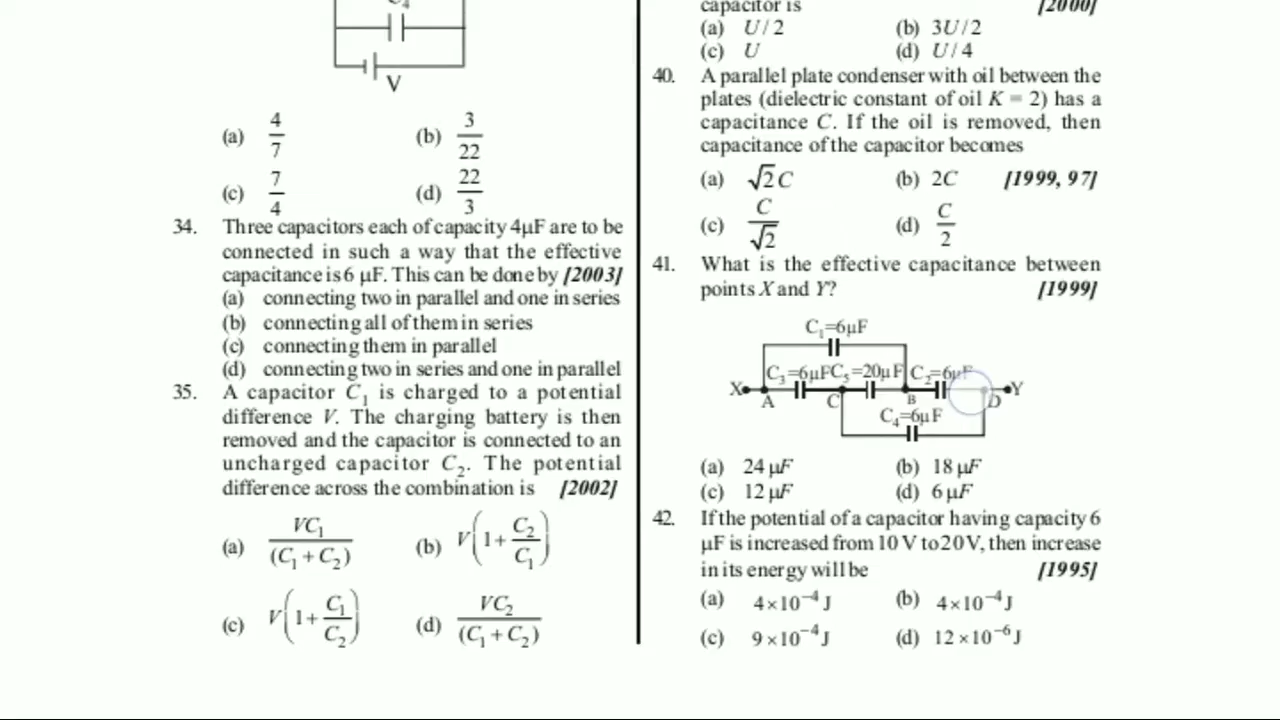 C4
V
(a) 4/7 (b) 3/22
(c) 7/4 (d) 22/3
34. Three capacitors each of capacity 4μF are to be
connected in such a way that the effective
capacitance is 6 μF. This can be done by [2003]
(a) connecting two in parallel and one in series
(b) connecting all of them in series
(c) connecting them in parallel
(d) connecting two in series and one in parallel
35. A capacitor C₁ is charged to a potential
difference V. The charging battery is then
removed and the capacitor is connected to an
uncharged capacitor C₂. The potential
difference across the combination is [2002]
(a) VC₁/(C₁+C₂) (b) V(1+C₂/C₁)
(c) V(1+C₁/C₂) (d) VC₂/(C₁+C₂)
capacitor is [2000]
(a) U/2 (b) 3U/2
(c) U (d) U/4
40. A parallel plate condenser with oil between the
plates (dielectric constant of oil K = 2) has a
capacitance C. If the oil is removed, then
capacitance of the capacitor becomes
(a) √2C (b) 2C [1999, 97]
(c) C/√2 (d) C/2
41. What is the effective capacitance between
points X and Y? [1999]
C₁=6μF
C₃=6μF C₅=20μF C₂=6μF
X A C B D Y
C₄=6μF
(a) 24 μF (b) 18 μF
(c) 12 μF (d) 6 μF
42. If the potential of a capacitor having capacity 6
μF is increased from 10 V to 20 V, then increase
in its energy will be [1995]
(a) 4×10⁻⁴J (b) 4×10⁻⁴J
(c) 9×10⁻⁴J (d) 12×10⁻⁶J